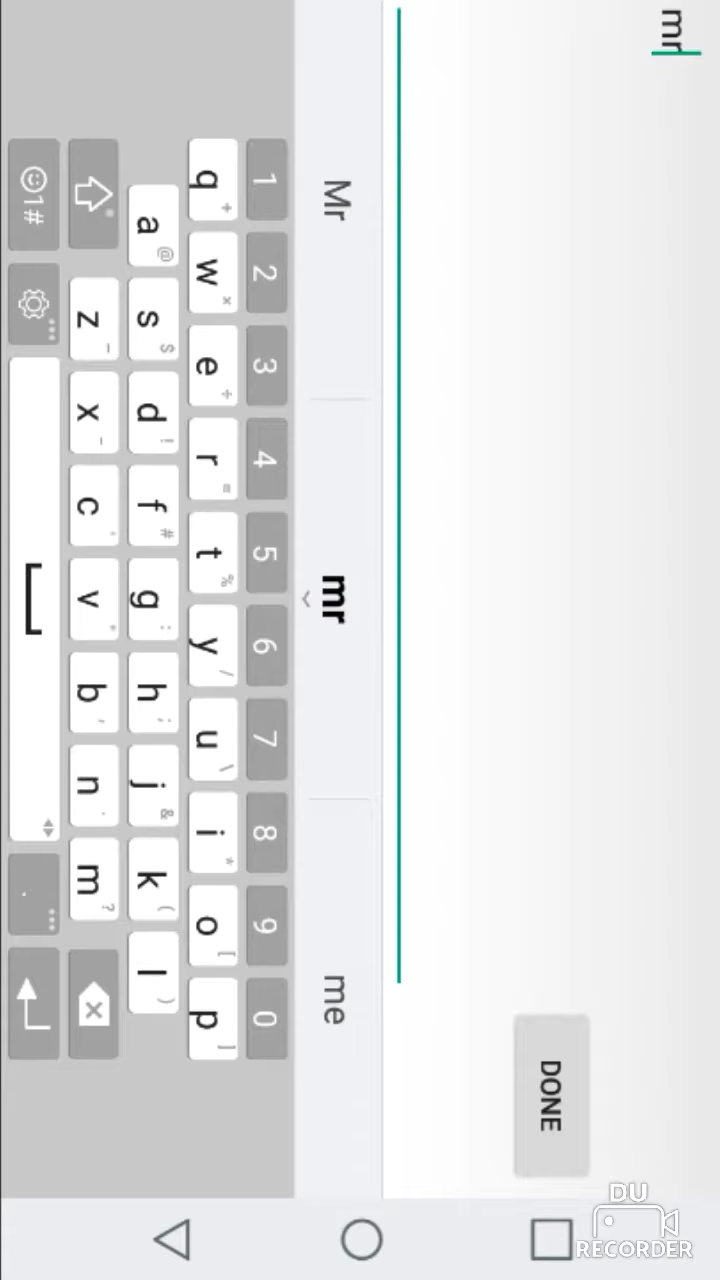 mr
DONE
Mr mr me
1 2 3 4 5 6 7 8 9 0
q w e r t y u i o p
a s d f g h j k l
z x c v b n m
1#
.
DU
RECORDER